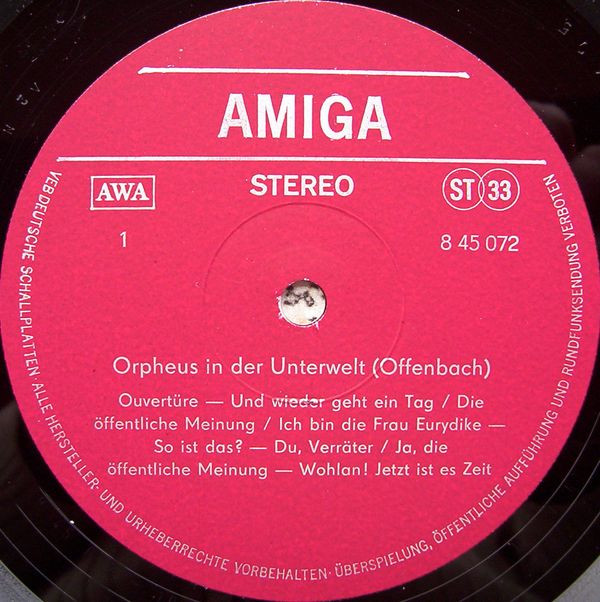 AMIGA
AWA
STEREO
ST 33
1
8 45 072
Orpheus in der Unterwelt (Offenbach)
Ouvertüre — Und wieder geht ein Tag / Die
öffentliche Meinung / Ich bin die Frau Eurydike —
So ist das? — Du, Verräter / Ja, die
öffentliche Meinung — Wohlan! Jetzt ist es Zeit
VEB DEUTSCHE SCHALLPLATTEN · ALLE HERSTELLER- UND URHEBERRECHTE VORBEHALTEN · ÜBERSPIELUNG, ÖFFENTLICHE AUFFÜHRUNG UND RUNDFUNKSENDUNG VERBOTEN